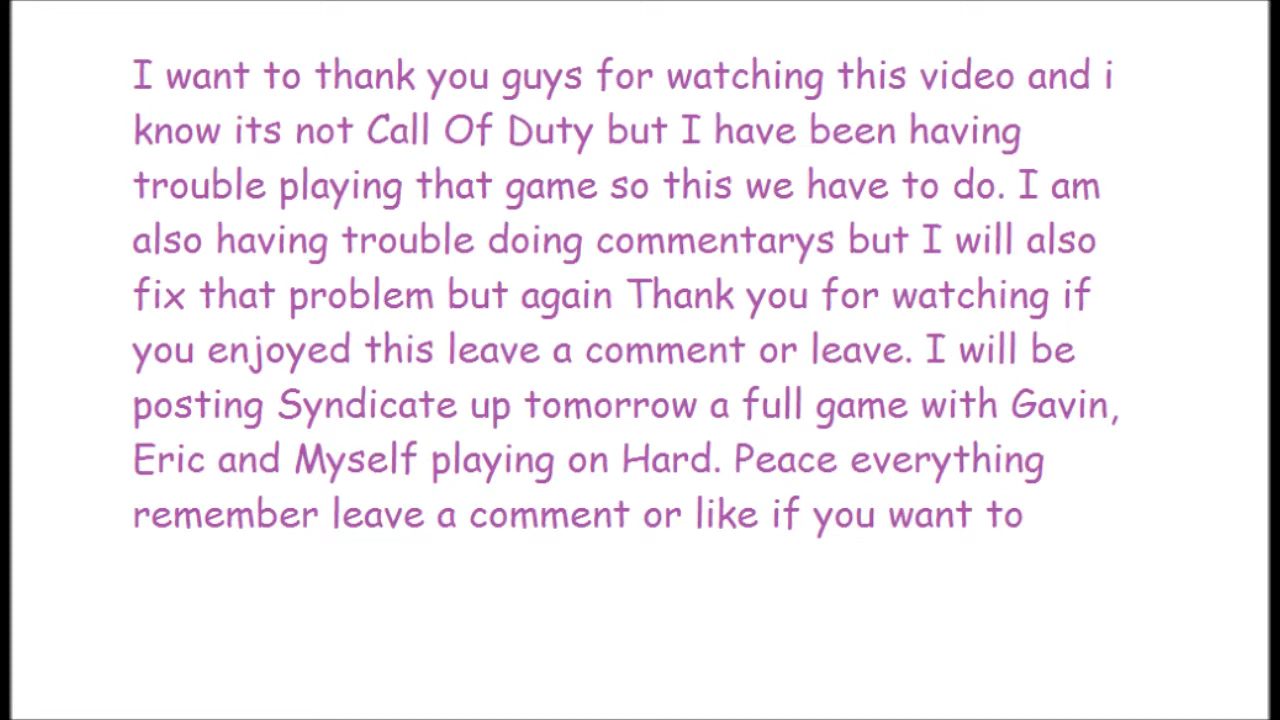 I want to thank you guys for watching this video and i
know its not Call Of Duty but I have been having
trouble playing that game so this we have to do. I am
also having trouble doing commentarys but I will also
fix that problem but again Thank you for watching if
you enjoyed this leave a comment or leave. I will be
posting Syndicate up tomorrow a full game with Gavin,
Eric and Myself playing on Hard. Peace everything
remember leave a comment or like if you want to